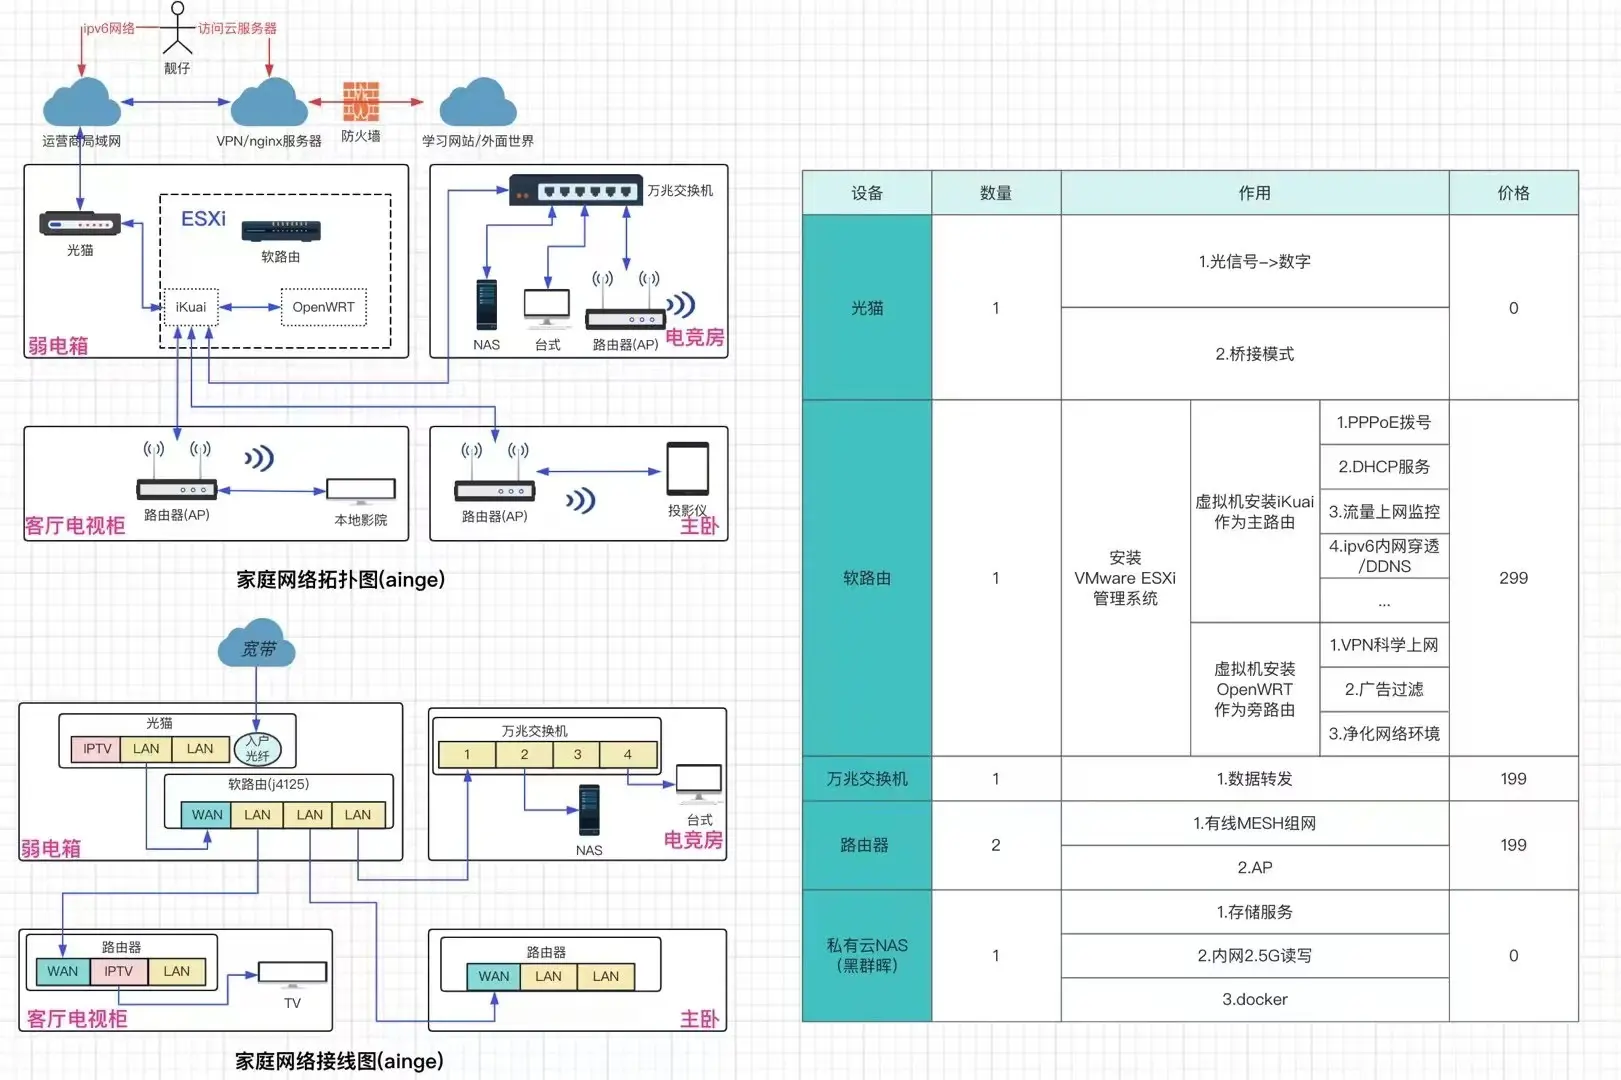 ipv6网络
访问云服务器
靓仔
运营商局域网
VPN/nginx服务器
防火墙
学习网站/外面世界
ESXi
软路由
光猫
iKuai
OpenWRT
弱电箱
万兆交换机
NAS
台式
路由器(AP)
电竞房
路由器(AP)
本地影院
客厅电视柜
路由器(AP)
投影仪
主卧
家庭网络拓扑图(ainge)
宽带
光猫
IPTV
LAN
LAN
入户
光纤
软路由(j4125)
WAN
LAN
LAN
LAN
弱电箱
万兆交换机
1
2
3
4
NAS
台式
电竞房
路由器
WAN
IPTV
LAN
TV
客厅电视柜
路由器
WAN
LAN
LAN
主卧
家庭网络接线图(ainge)
设备
数量
作用
价格
光猫
1
1.光信号->数字
2.桥接模式
0
软路由
1
安装
VMware ESXi
管理系统
虚拟机安装iKuai
作为主路由
1.PPPoE拨号
2.DHCP服务
3.流量上网监控
4.ipv6内网穿透
/DDNS
...
虚拟机安装
OpenWRT
作为旁路由
1.VPN科学上网
2.广告过滤
3.净化网络环境
299
万兆交换机
1
1.数据转发
199
路由器
2
1.有线MESH组网
2.AP
199
私有云NAS
（黑群晖）
1
1.存储服务
2.内网2.5G读写
3.docker
0